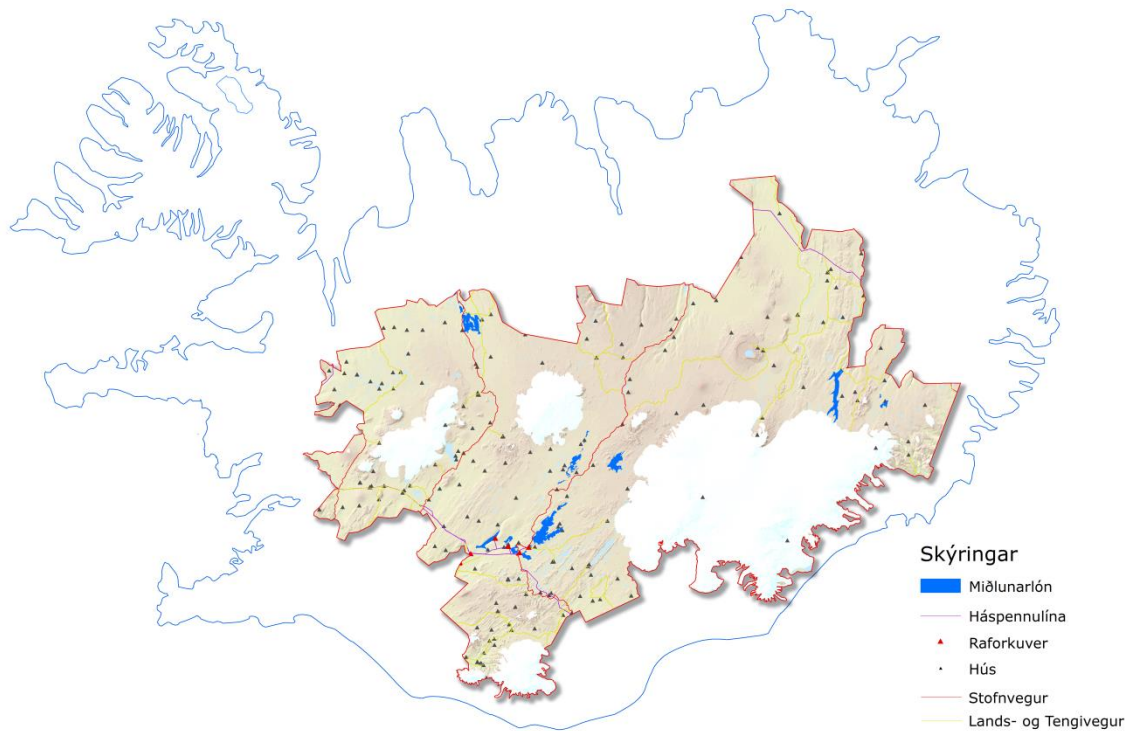 Skýringar
Miðlunarlón
Háspennulína
Raforkuver
Hús
Stofnvegur
Lands- og Tengivegur